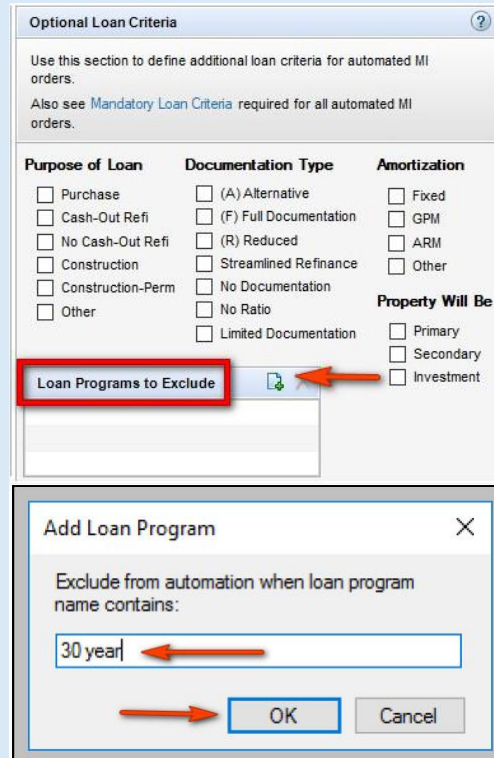 Optional Loan Criteria ?
Use this section to define additional loan criteria for automated MI
orders.
Also see Mandatory Loan Criteria required for all automated MI
orders.
Purpose of Loan
Purchase
Cash-Out Refi
No Cash-Out Refi
Construction
Construction-Perm
Other
Documentation Type
(A) Alternative
(F) Full Documentation
(R) Reduced
Streamlined Refinance
No Documentation
No Ratio
Limited Documentation
Amortization
Fixed
GPM
ARM
Other
Property Will Be
Primary
Secondary
Investment
Loan Programs to Exclude
Add Loan Program
Exclude from automation when loan program
name contains:
30 year
OK Cancel